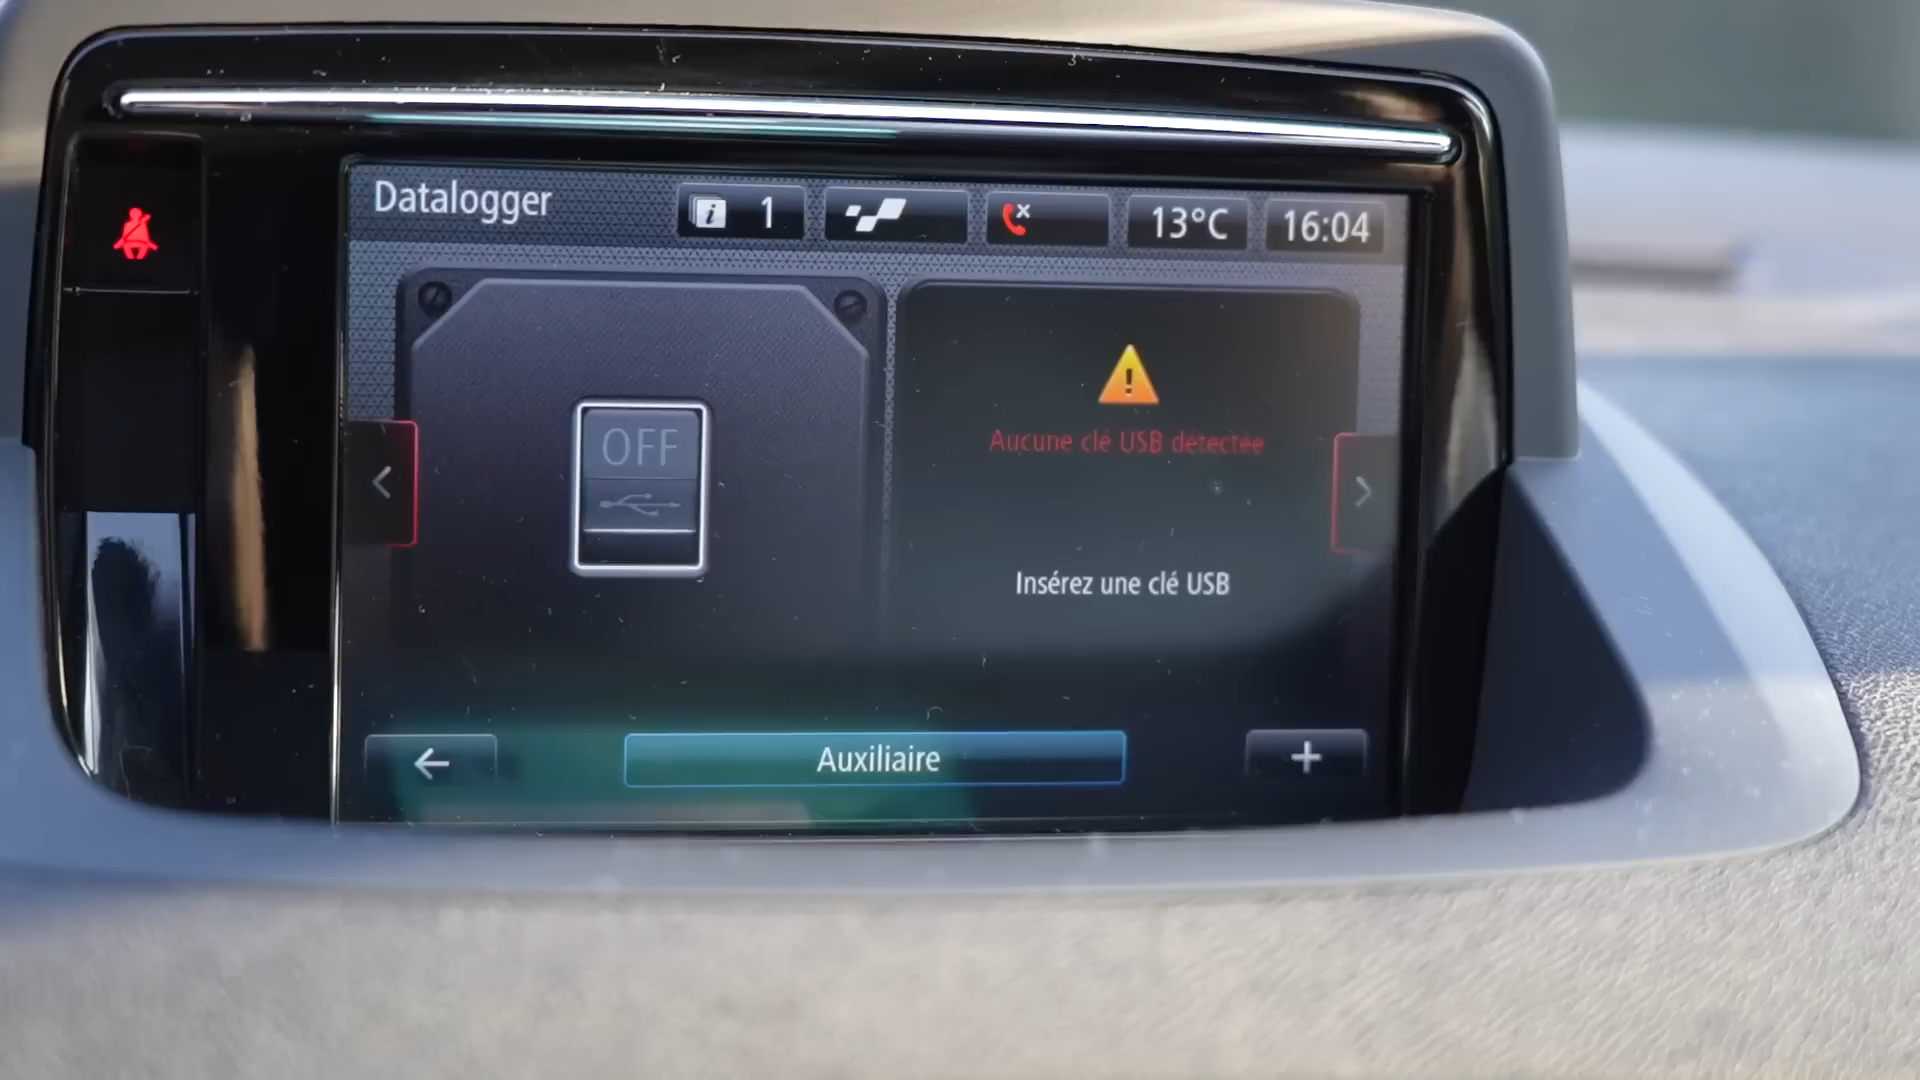 Datalogger
1
13°C
16:04
OFF
Aucune clé USB détectée
Insérez une clé USB
Auxiliaire